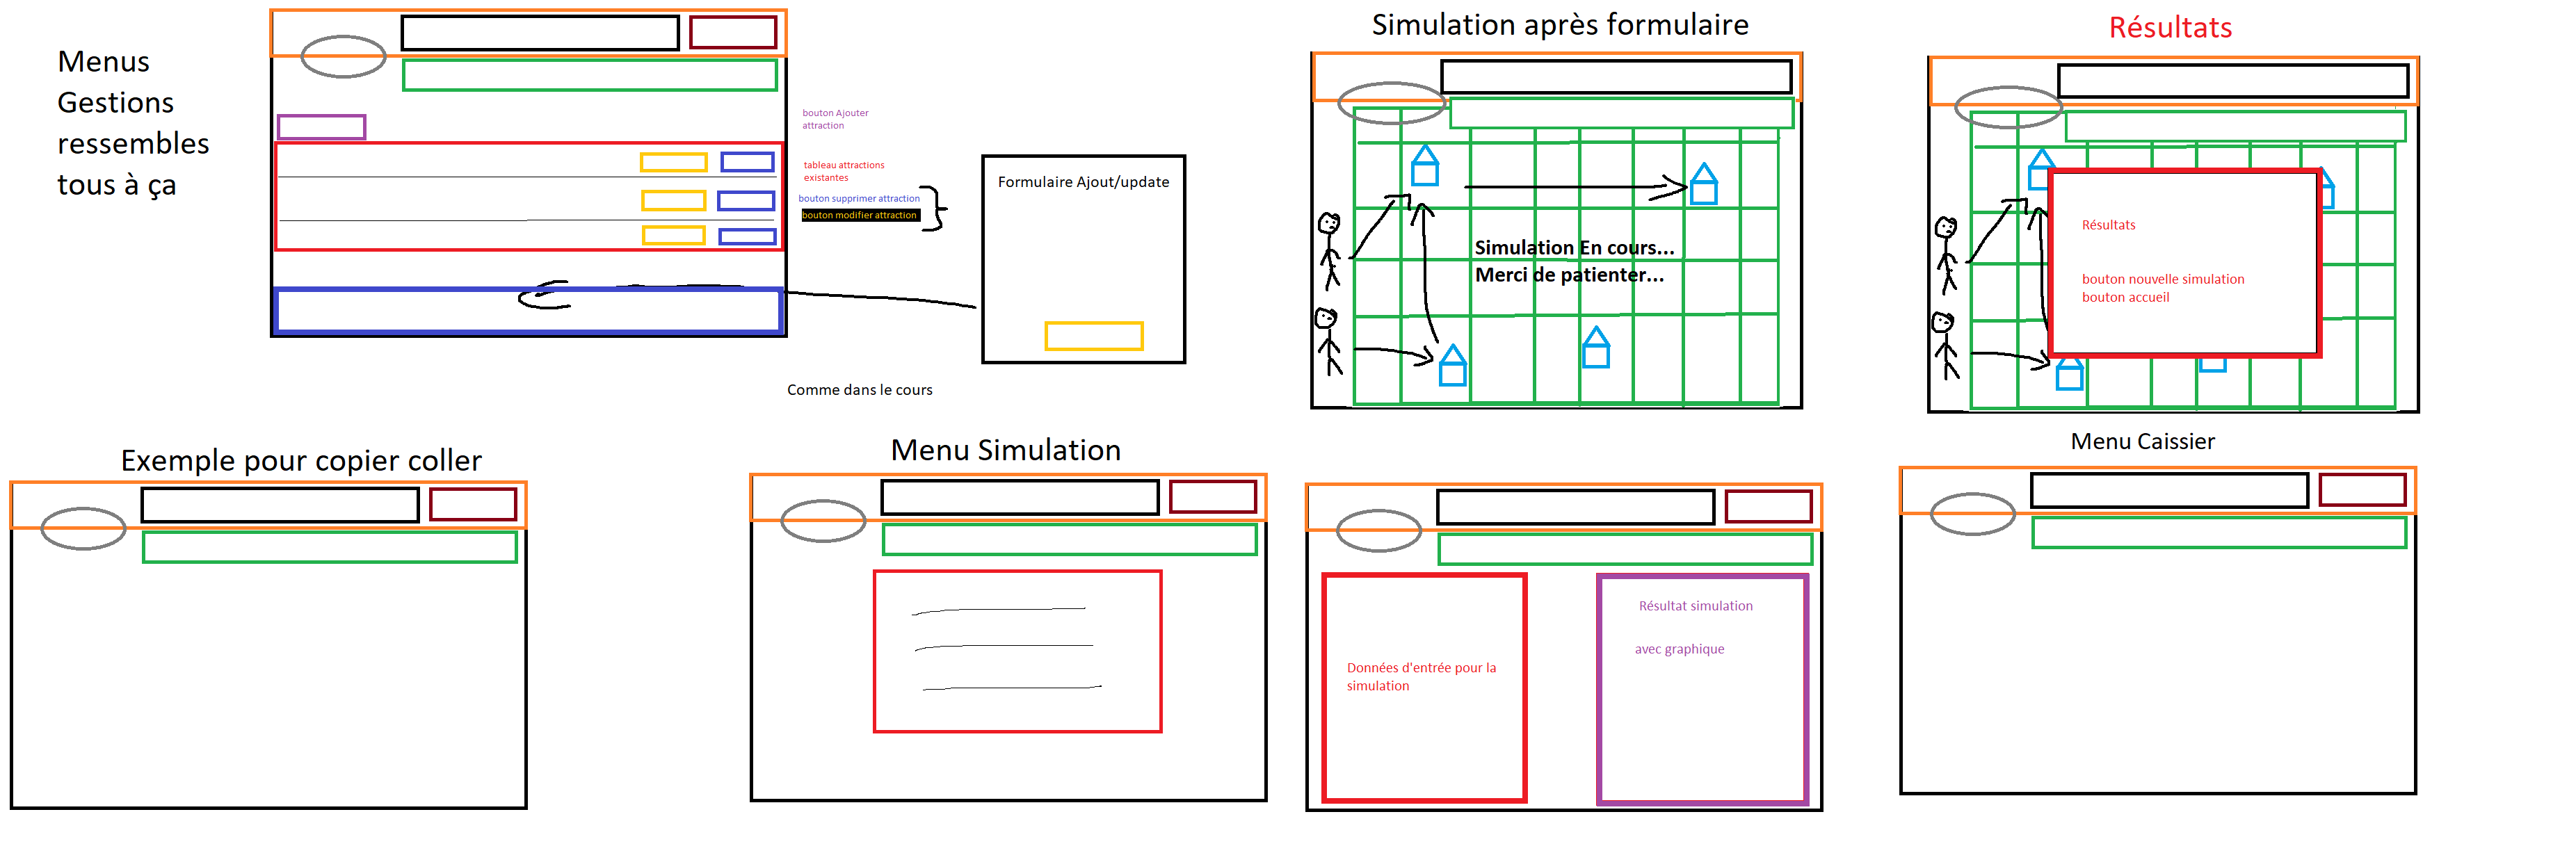 Menus
Gestions
ressembles
tous à ça
bouton Ajouter
attraction
tableau attractions
existantes
bouton supprimer attraction
bouton modifier attraction
Formulaire Ajout/update
Comme dans le cours
Simulation après formulaire
Simulation En cours...
Merci de patienter...
Résultats
Résultats
bouton nouvelle simulation
bouton accueil
Exemple pour copier coller
Menu Simulation
Données d'entrée pour la
simulation
Résultat simulation
avec graphique
Menu Caissier